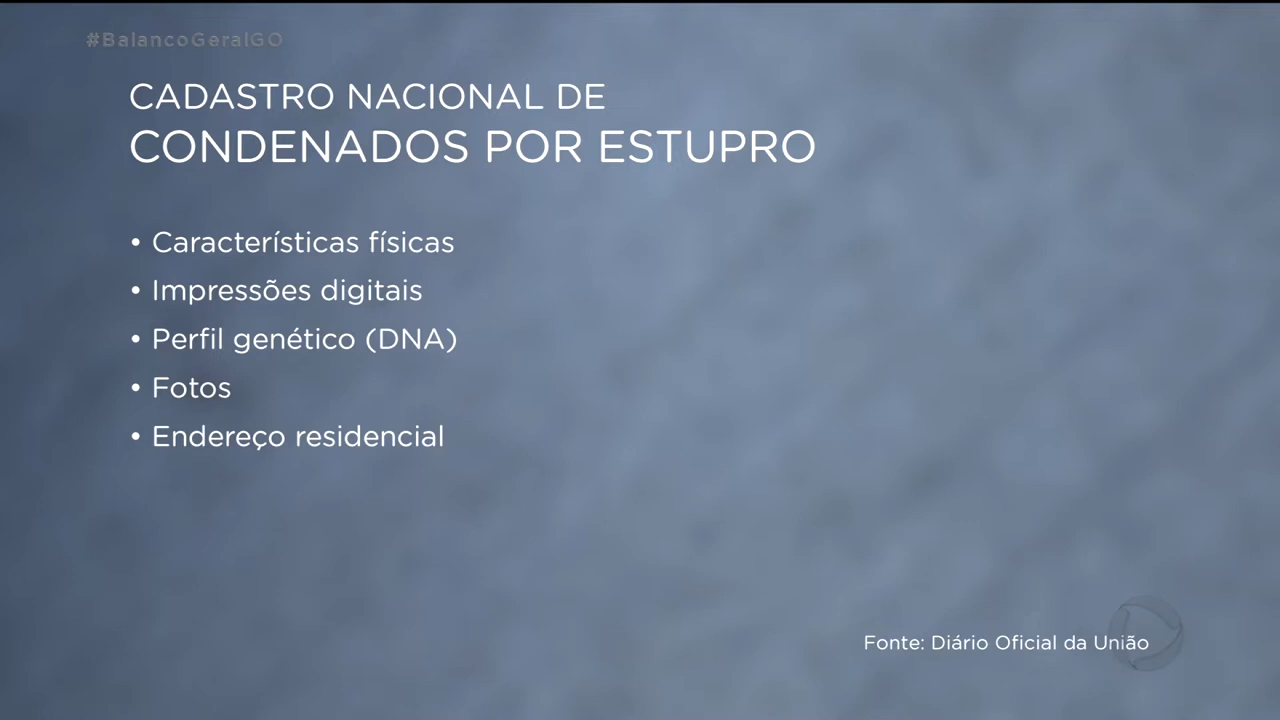 #BalancoGeralGO
CADASTRO NACIONAL DE
CONDENADOS POR ESTUPRO
• Características físicas
• Impressões digitais
• Perfil genético (DNA)
• Fotos
• Endereço residencial
Fonte: Diário Oficial da União